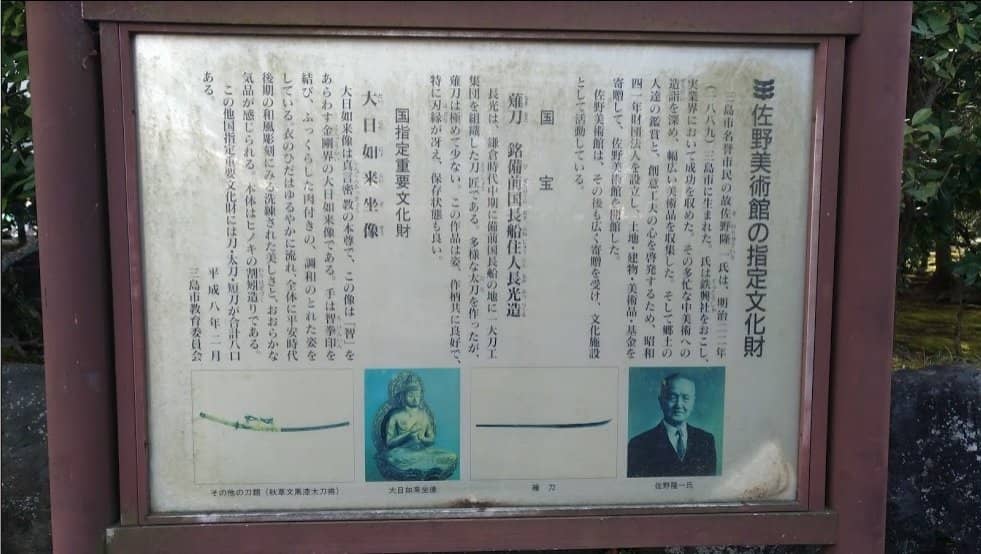 佐野美術館の指定文化財
三島市名誉市民の故佐野隆一氏は、明治二二年
(一八八九)三島市に生まれた。氏は鉄興社をおこし、
実業界において成功を収めた。その多忙な中美術への
造詣を深め、幅広い美術品を収集した。そして郷土の
人達の鑑賞と、創意工夫の心を啓発するため、昭和
四一年財団法人を設立し、土地・建物・美術品・基金を
寄贈して、佐野美術館を開館した。
佐野美術館は、その後も広く寄贈を受け、文化施設
として活動している。
国宝
薙刀 銘備前国長船住人長光造
長光は、鎌倉時代中期に備前国長船の地に一大刀工
集団を組織した刀匠である。多様な太刀を作ったが、
薙刀は極めて少ない。この作品は姿、作柄共に良好で、
特に刃縁が冴え、保存状態も良い。
国指定重要文化財
大日如来坐像
大日如来像は真言密教の本尊で、この像は「智」を
あらわす金剛界の大日如来像である。手は智拳印を
結び、ふっくらした肉付きの、調和のとれた姿を
している。衣のひだはゆるやかに流れ、全体に平安時代
後期の和風彫刻にみる洗練された美しさと、おおらかな
気品が感じられる。本体はヒノキの割矧造りである。
この他国指定重要文化財には刀・太刀・短刀が合計八口
ある。
平成八年二月
三島市教育委員会
佐野隆一氏
薙刀
大日如来坐像
その他の刀類(秋草文黒漆太刀拵)